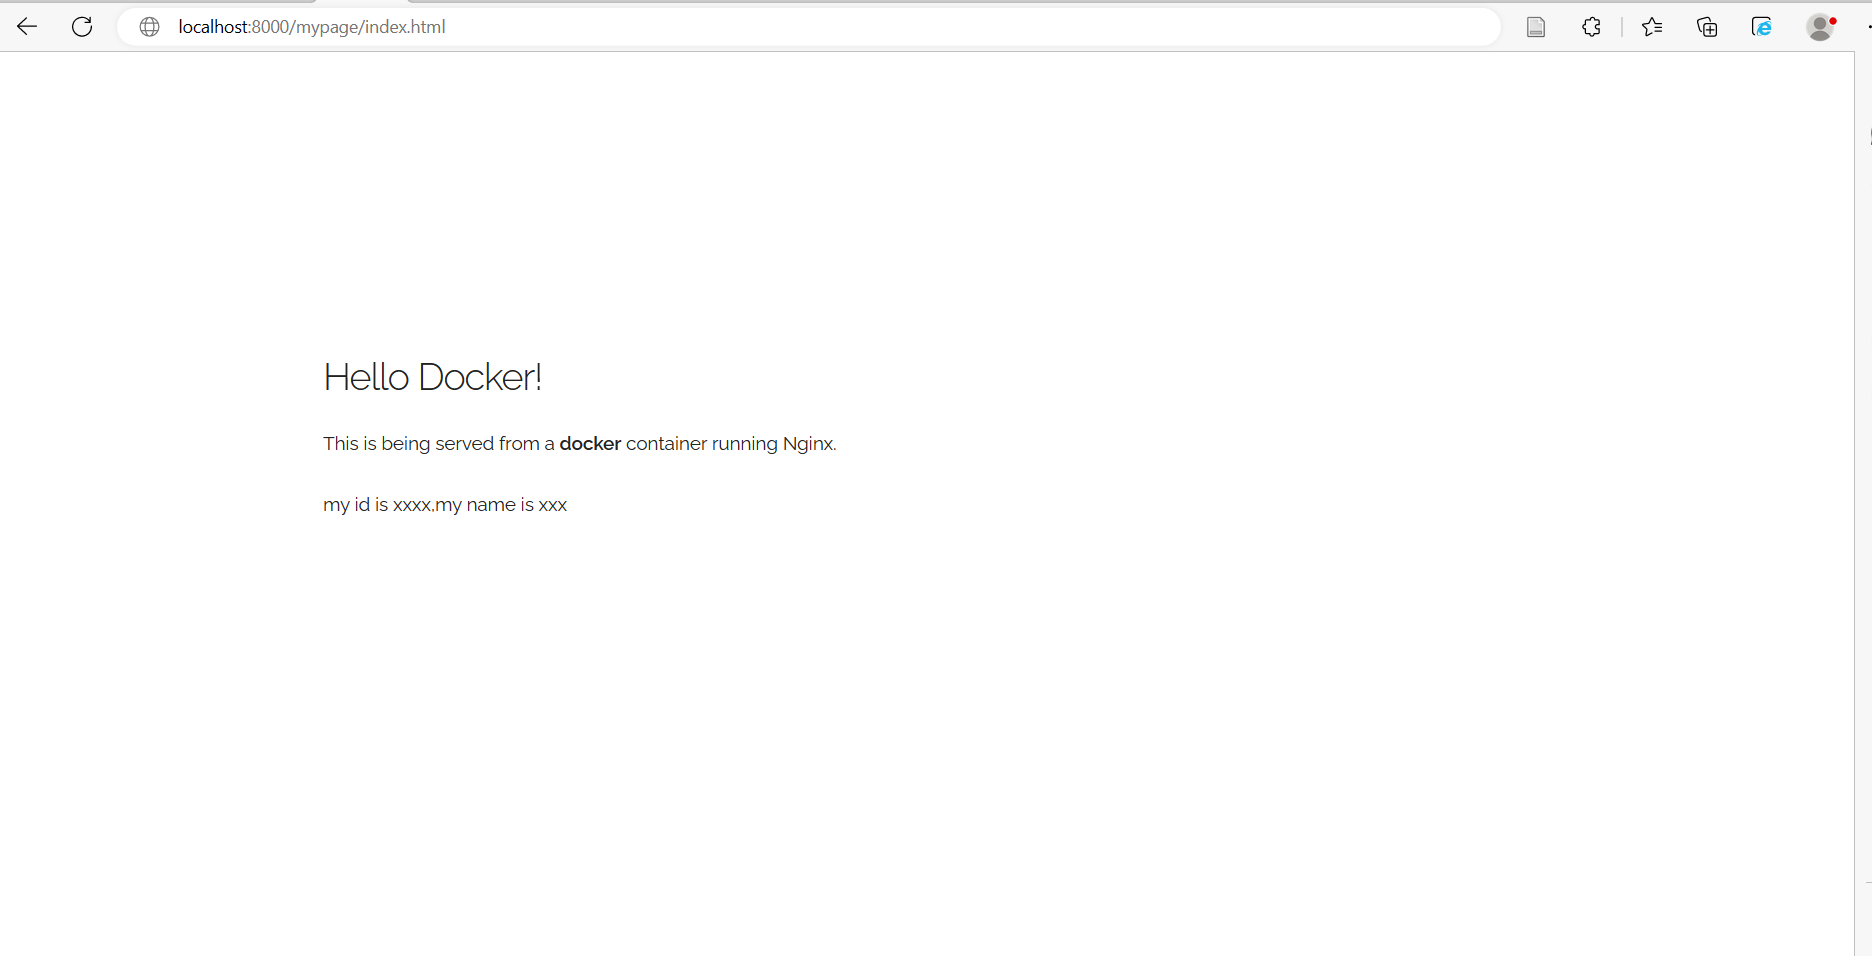 localhost:8000/mypage/index.html
Hello Docker!
This is being served from a docker container running Nginx.
my id is xxxx,my name is xxx